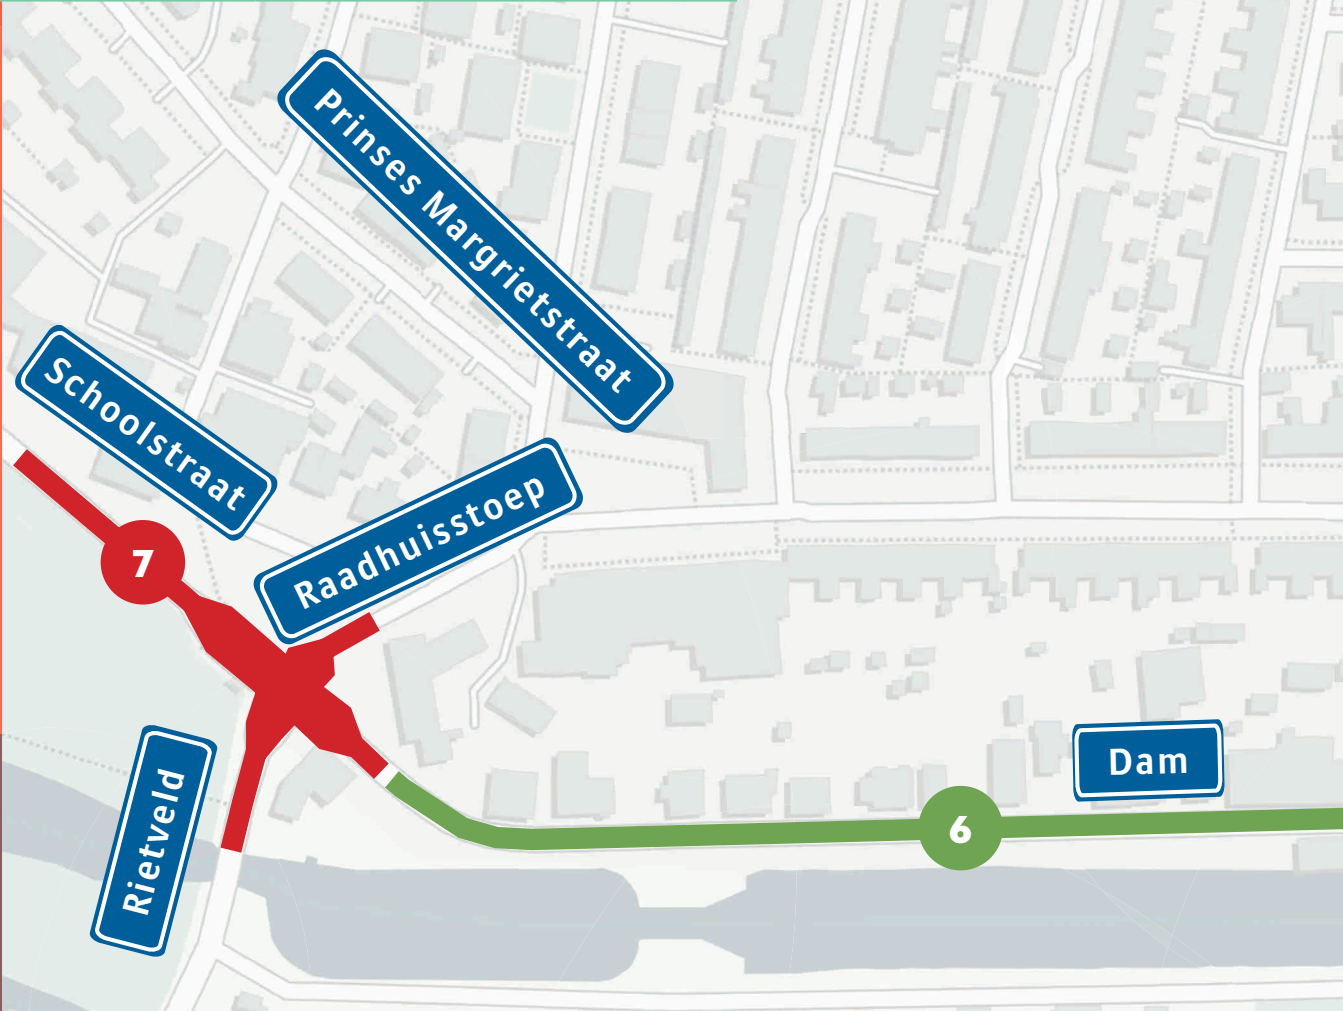 Prinses Margrietstraat
Schoolstraat
Raadhuisstoep
7
Rietveld
Dam
6